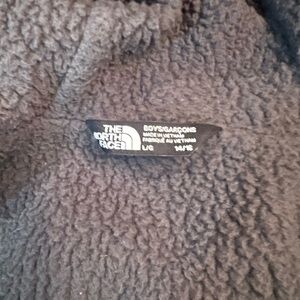 THE
NORTH
FACE
BOYS/GARÇONS
MADE IN VIETNAM
FABRIQUÉ AU VIETNAM
L/G 14/16